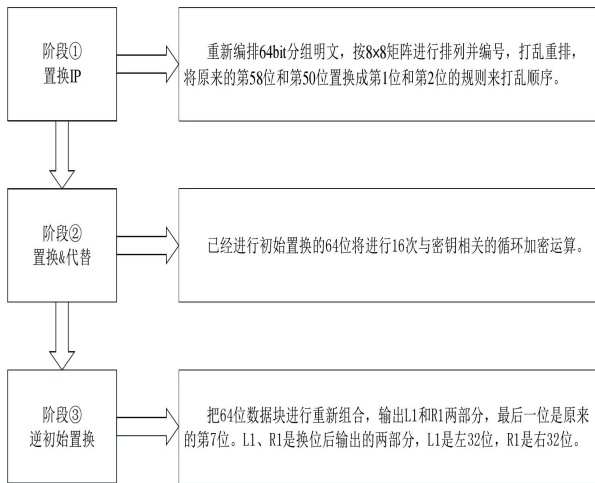 阶段①
置换IP
重新编排64bit分组明文，按8×8矩阵进行排列并编号，打乱重排，
将原来的第58位和第50位置换成第1位和第2位的规则来打乱顺序。
阶段②
置换&代替
已经进行初始置换的64位将进行16次与密钥相关的循环加密运算。
阶段③
逆初始置换
把64位数据块进行重新组合，输出L1和R1两部分，最后一位是原来
的第7位。L1、R1是换位后输出的两部分，L1是左32位，R1是右32位。